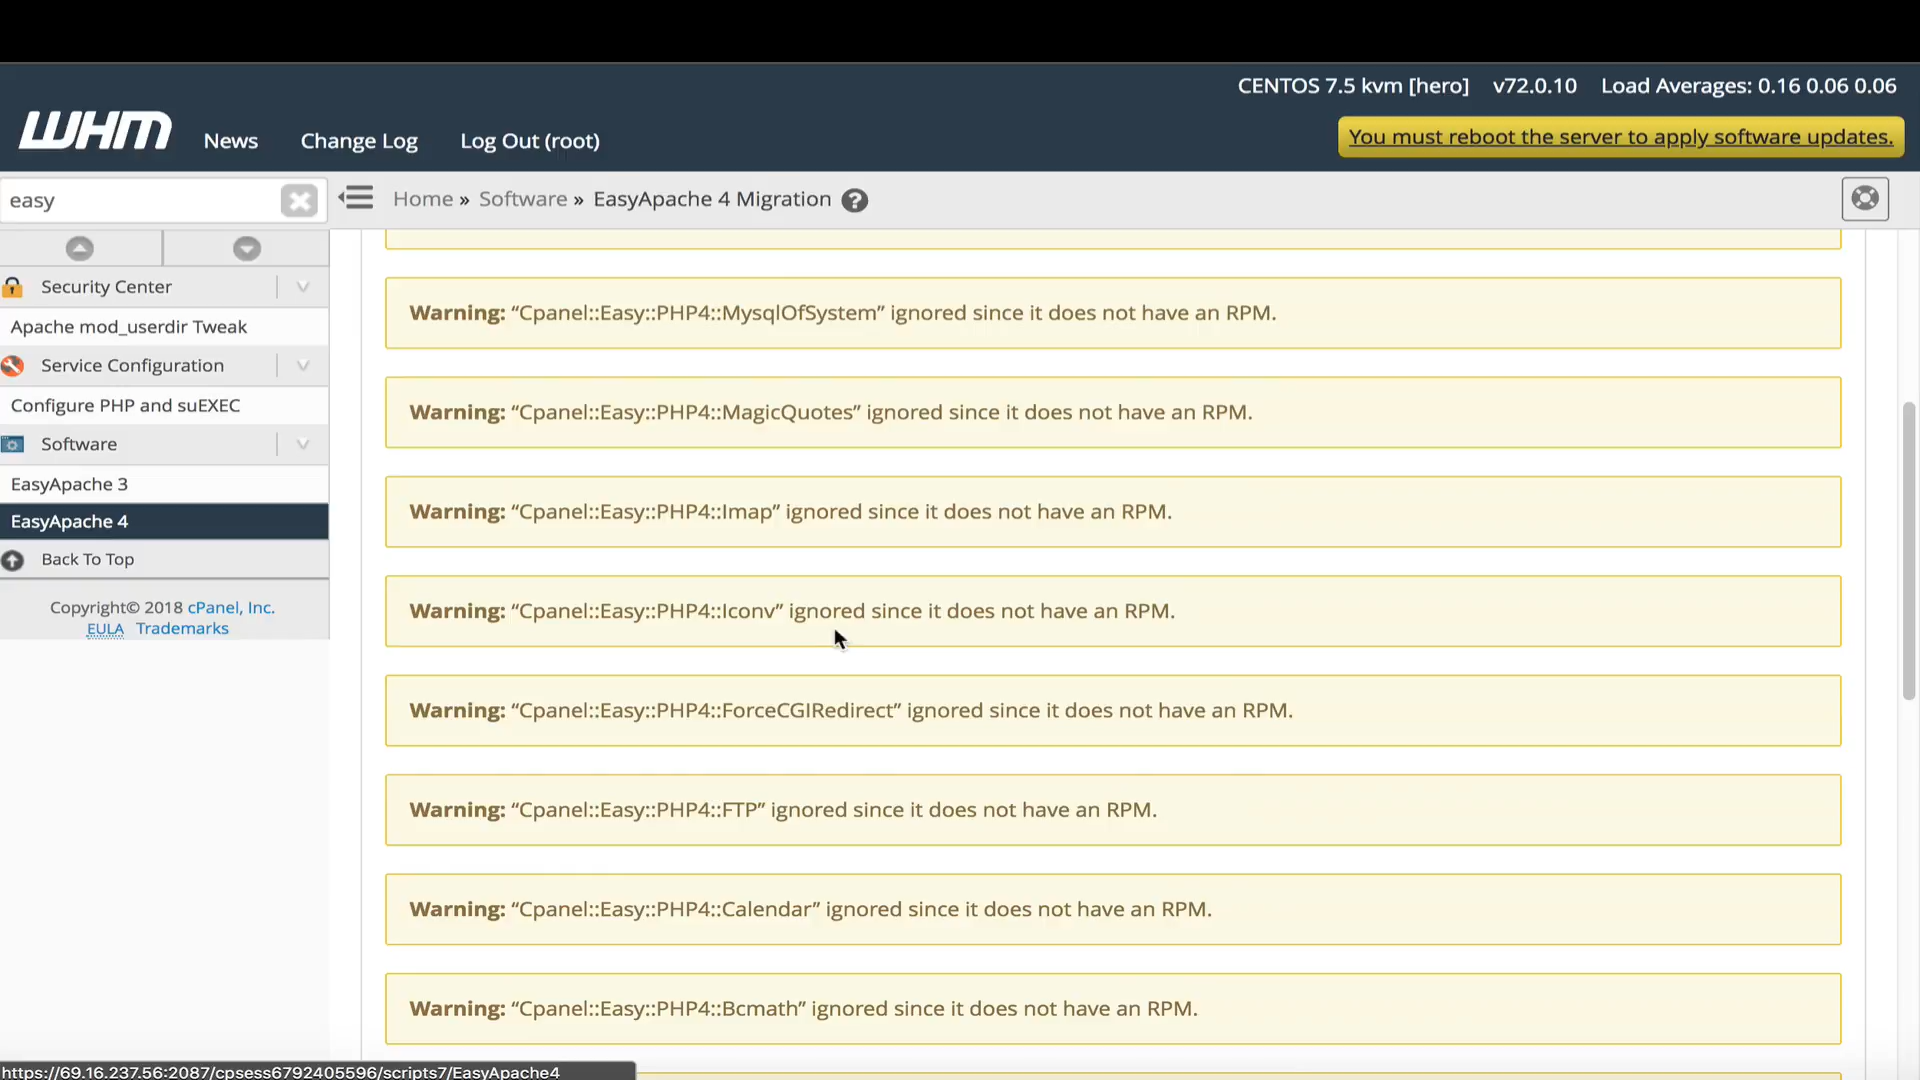 CENTOS 7.5 kvm [hero] v72.0.10 Load Averages: 0.16 0.06 0.06
WHM News Change Log Log Out (root)
You must reboot the server to apply software updates.
easy
Home » Software » EasyApache 4 Migration ?
Security Center
Apache mod_userdir Tweak
Service Configuration
Configure PHP and suEXEC
Software
EasyApache 3
EasyApache 4
Back To Top
Copyright© 2018 cPanel, Inc.
EULA Trademarks
Warning: “Cpanel::Easy::PHP4::MysqlOfSystem” ignored since it does not have an RPM.
Warning: “Cpanel::Easy::PHP4::MagicQuotes” ignored since it does not have an RPM.
Warning: “Cpanel::Easy::PHP4::Imap” ignored since it does not have an RPM.
Warning: “Cpanel::Easy::PHP4::Iconv” ignored since it does not have an RPM.
Warning: “Cpanel::Easy::PHP4::ForceCGIRedirect” ignored since it does not have an RPM.
Warning: “Cpanel::Easy::PHP4::FTP” ignored since it does not have an RPM.
Warning: “Cpanel::Easy::PHP4::Calendar” ignored since it does not have an RPM.
Warning: “Cpanel::Easy::PHP4::Bcmath” ignored since it does not have an RPM.
https://69.16.237.56:2087/cpsess6792405596/scripts7/EasyApache4